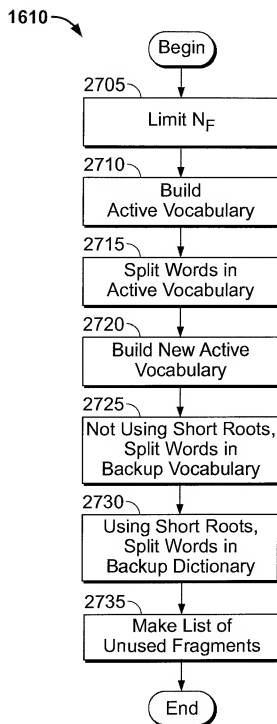 1610
Begin
2705
Limit NF
2710
Build
Active Vocabulary
2715
Split Words in
Active Vocabulary
2720
Build New Active
Vocabulary
2725
Not Using Short Roots,
Split Words in
Backup Vocabulary
2730
Using Short Roots,
Split Words in
Backup Dictionary
2735
Make List of
Unused Fragments
End